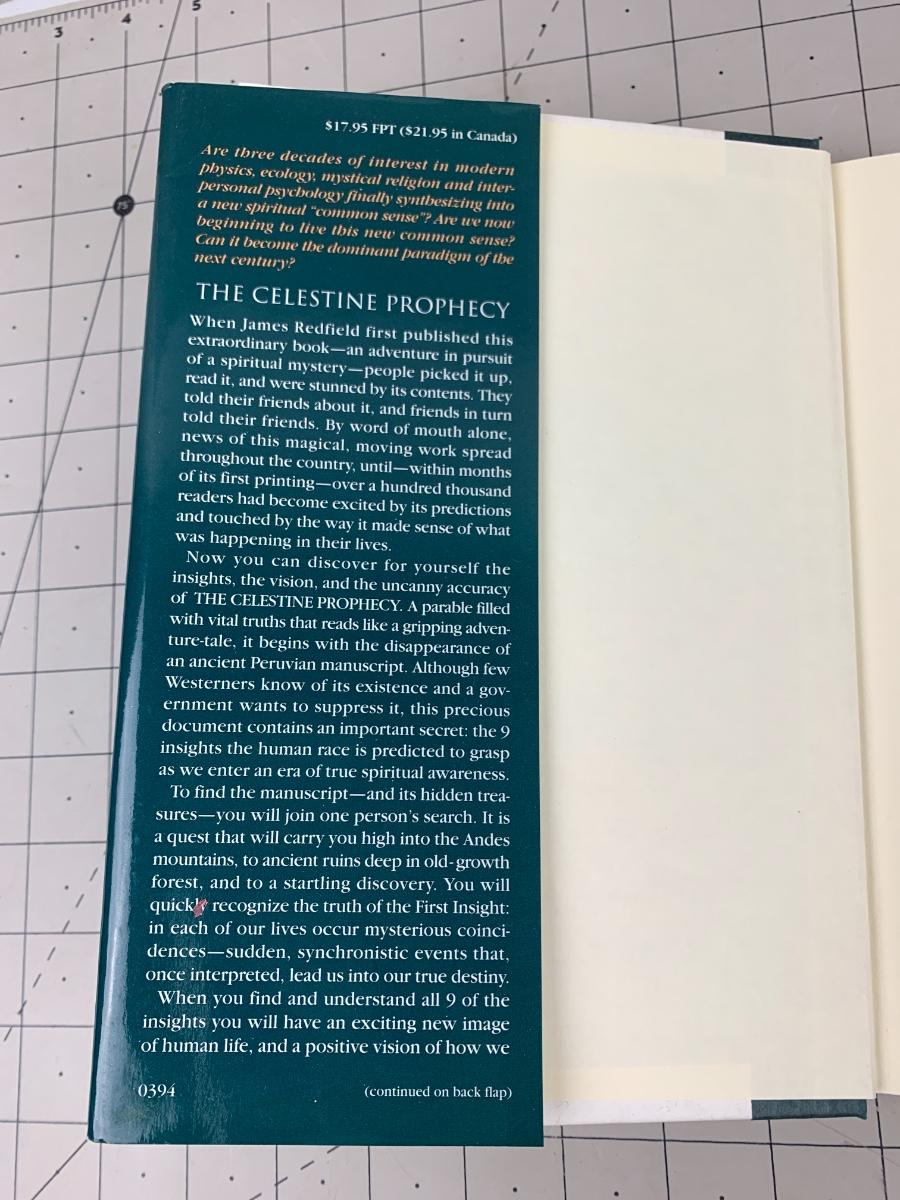 3
4
5
75°
$17.95 FPT ($21.95 in Canada)
Are three decades of interest in modern
physics, ecology, mystical religion and inter-
personal psychology finally synthesizing into
a new spiritual “common sense”? Are we now
beginning to live this new common sense?
Can it become the dominant paradigm of the
next century?
THE CELESTINE PROPHECY
When James Redfield first published this
extraordinary book—an adventure in pursuit
of a spiritual mystery—people picked it up,
read it, and were stunned by its contents. They
told their friends about it, and friends in turn
told their friends. By word of mouth alone,
news of this magical, moving work spread
throughout the country, until—within months
of its first printing—over a hundred thousand
readers had become excited by its predictions
and touched by the way it made sense of what
was happening in their lives.
Now you can discover for yourself the
insights, the vision, and the uncanny accuracy
of THE CELESTINE PROPHECY. A parable filled
with vital truths that reads like a gripping adven-
ture-tale, it begins with the disappearance of
an ancient Peruvian manuscript. Although few
Westerners know of its existence and a gov-
ernment wants to suppress it, this precious
document contains an important secret: the 9
insights the human race is predicted to grasp
as we enter an era of true spiritual awareness.
To find the manuscript—and its hidden trea-
sures—you will join one person's search. It is
a quest that will carry you high into the Andes
mountains, to ancient ruins deep in old-growth
forest, and to a startling discovery. You will
quickly recognize the truth of the First Insight:
in each of our lives occur mysterious coinci-
dences—sudden, synchronistic events that,
once interpreted, lead us into our true destiny.
When you find and understand all 9 of the
insights you will have an exciting new image
of human life, and a positive vision of how we
0394
(continued on back flap)